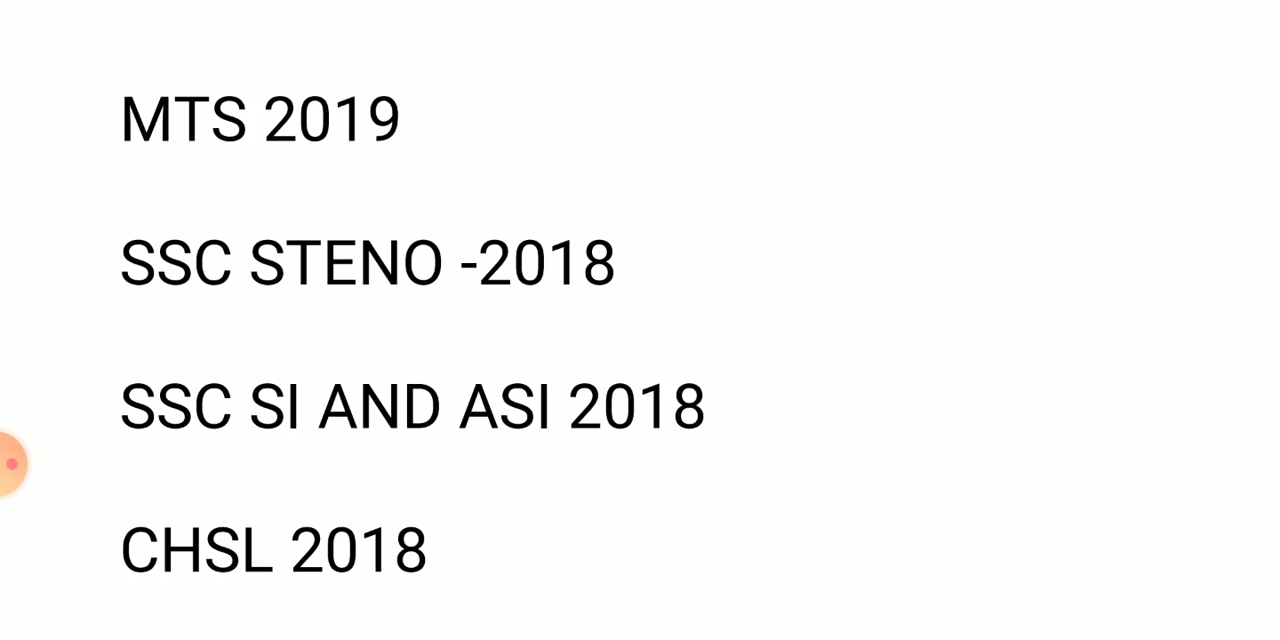 MTS 2019
SSC STENO -2018
SSC SI AND ASI 2018
CHSL 2018